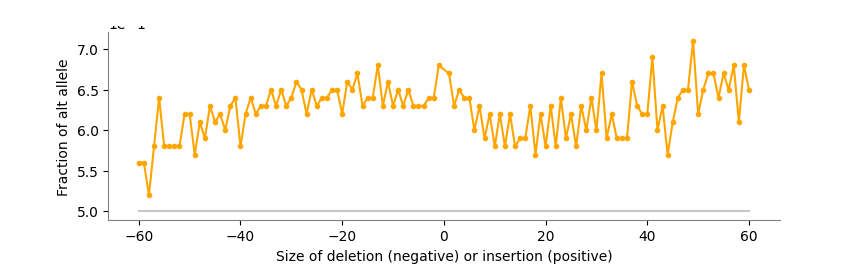 7.0
6.5
6.0
5.5
5.0
Fraction of alt allele
−60 −40 −20 0 20 40 60
Size of deletion (negative) or insertion (positive)